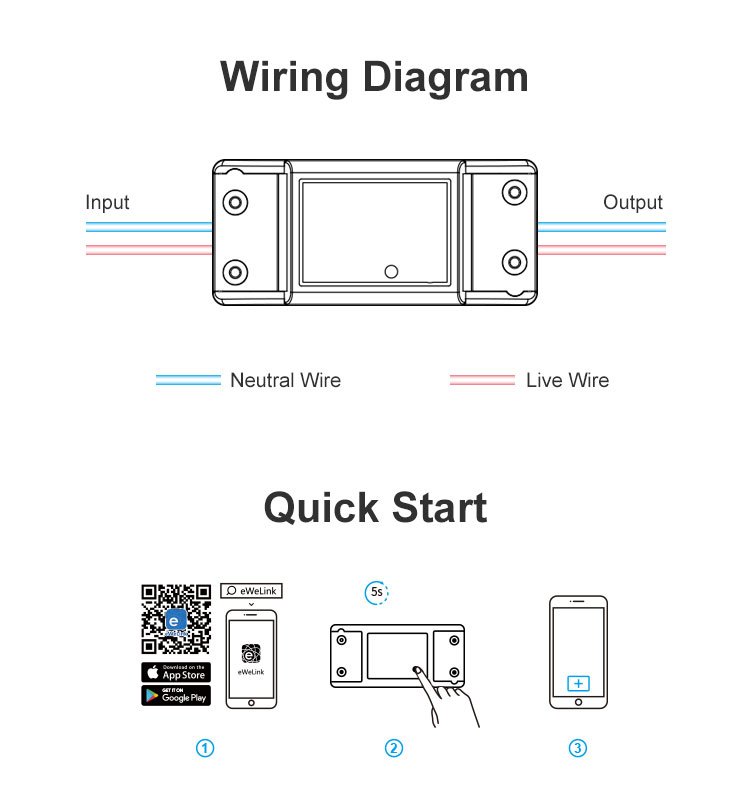 Wiring Diagram
Input
Output
Neutral Wire
Live Wire
Quick Start
eWeLink
5s
e
eWeLink
Download on the
App Store
GET IT ON
Google Play
1
2
3